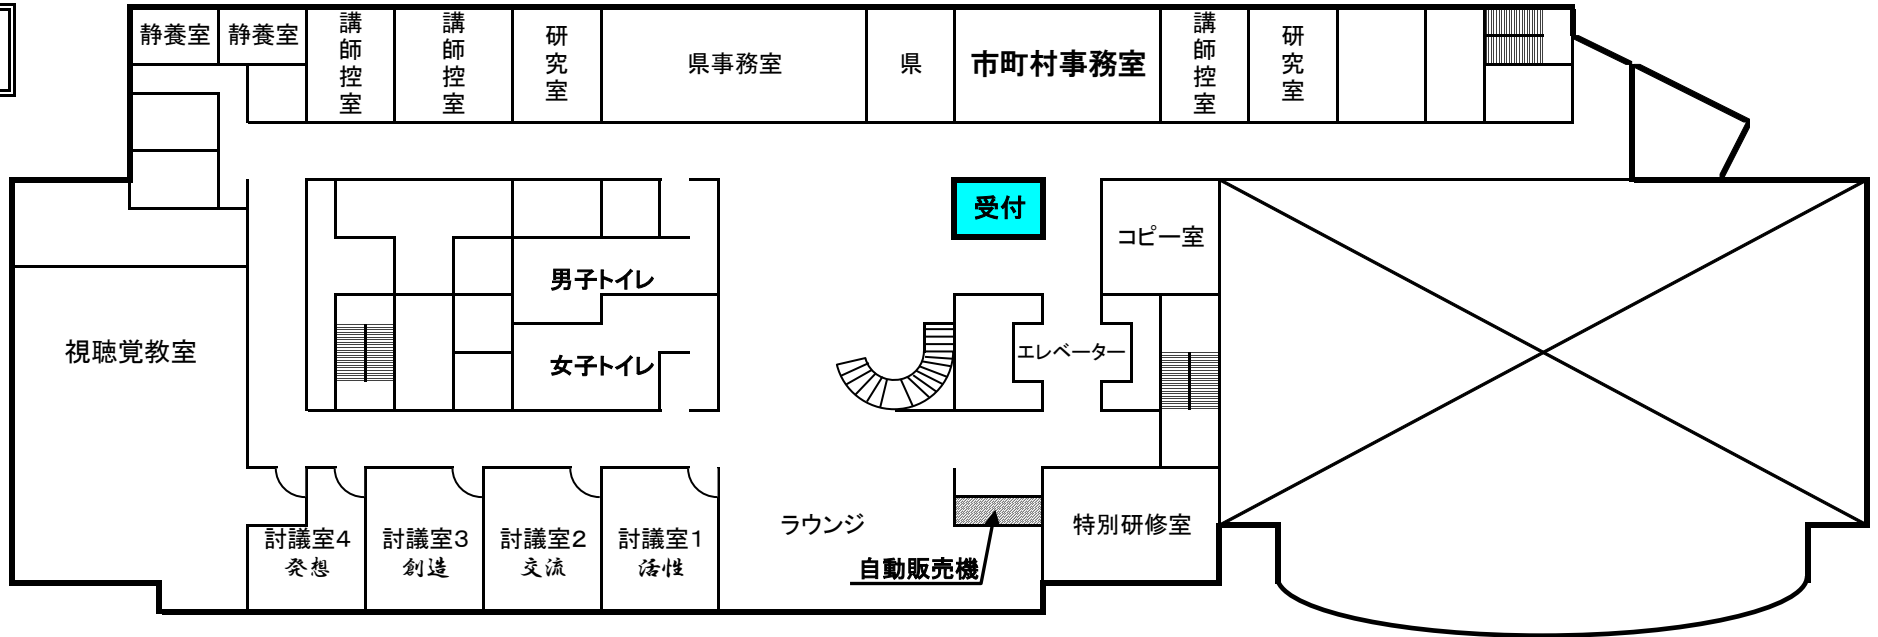 静養室
静養室
講師控室
講師控室
研究室
県事務室
県
市町村事務室
講師控室
研究室
受付
コピー室
男子トイレ
視聴覚教室
エレベーター
女子トイレ
討議室4
発想
討議室3
創造
討議室2
交流
討議室1
活性
ラウンジ
特別研修室
自動販売機